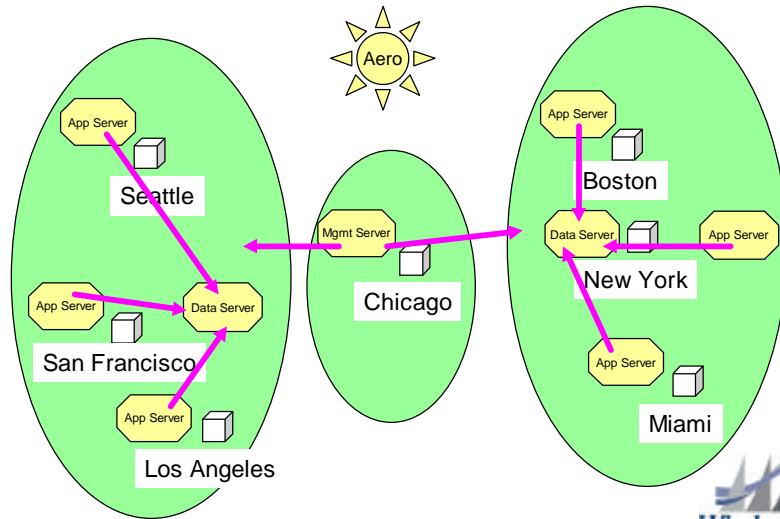 Aero
App Server
Seattle
App Server
San Francisco
Data Server
App Server
Los Angeles
Mgmt Server
Chicago
App Server
Boston
Data Server
App Server
New York
App Server
Miami